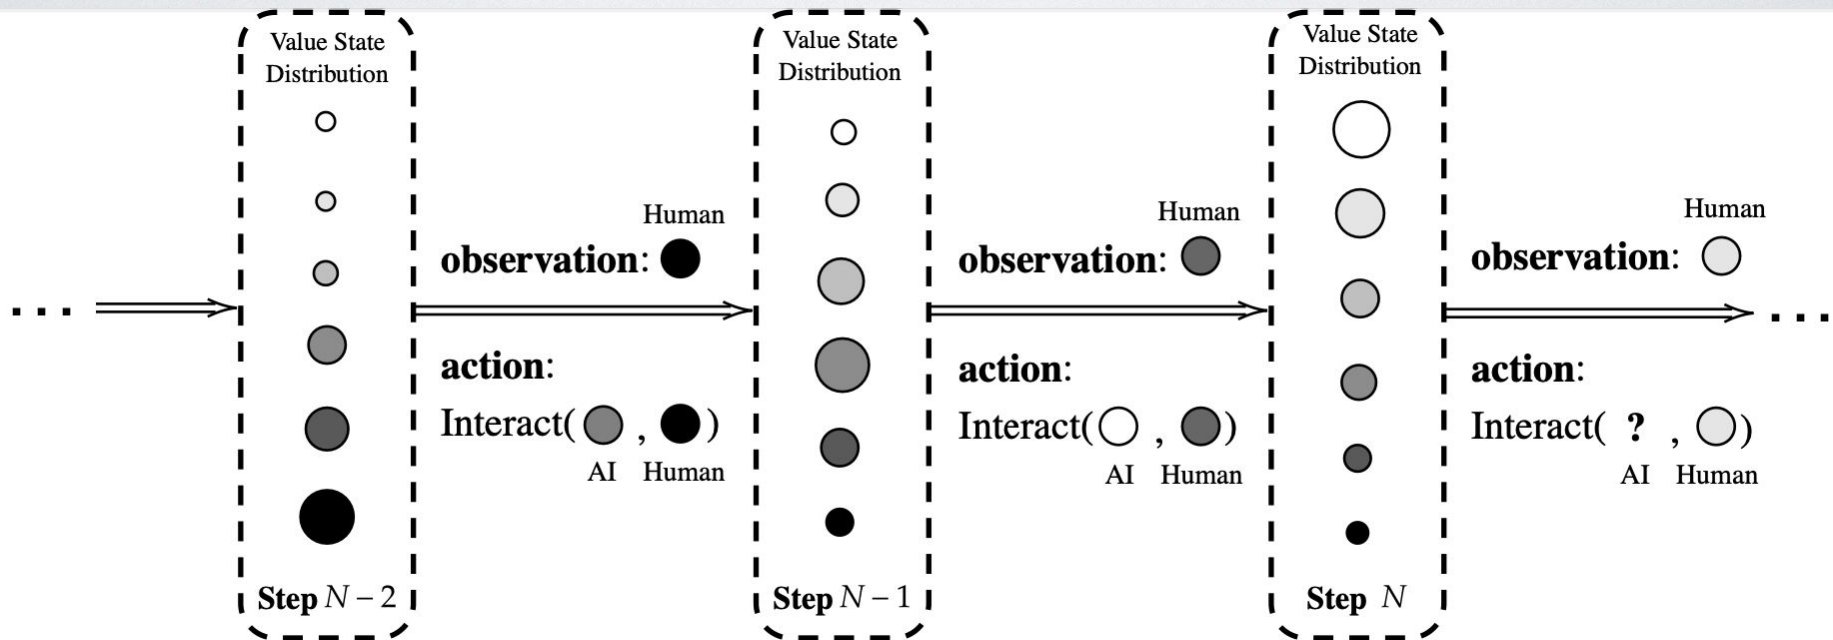 Value State
Distribution
Step N – 2
Human
observation:
action:
Interact( , )
AI Human
Value State
Distribution
Step N – 1
Human
observation:
action:
Interact( , )
AI Human
Value State
Distribution
Step N
Human
observation:
action:
Interact( ? , )
AI Human